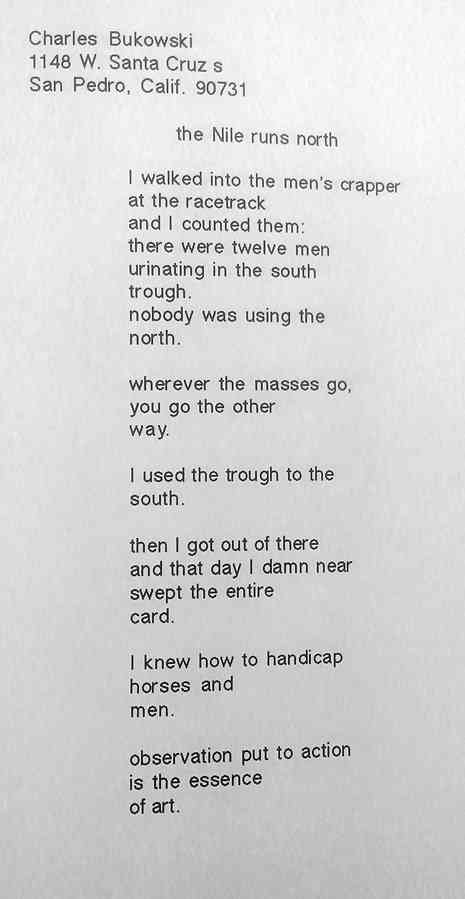 Charles Bukowski
1148 W. Santa Cruz s
San Pedro, Calif. 90731
the Nile runs north
I walked into the men's crapper
at the racetrack
and I counted them:
there were twelve men
urinating in the south
trough.
nobody was using the
north.
wherever the masses go,
you go the other
way.
I used the trough to the
south.
then I got out of there
and that day I damn near
swept the entire
card.
I knew how to handicap
horses and
men.
observation put to action
is the essence
of art.